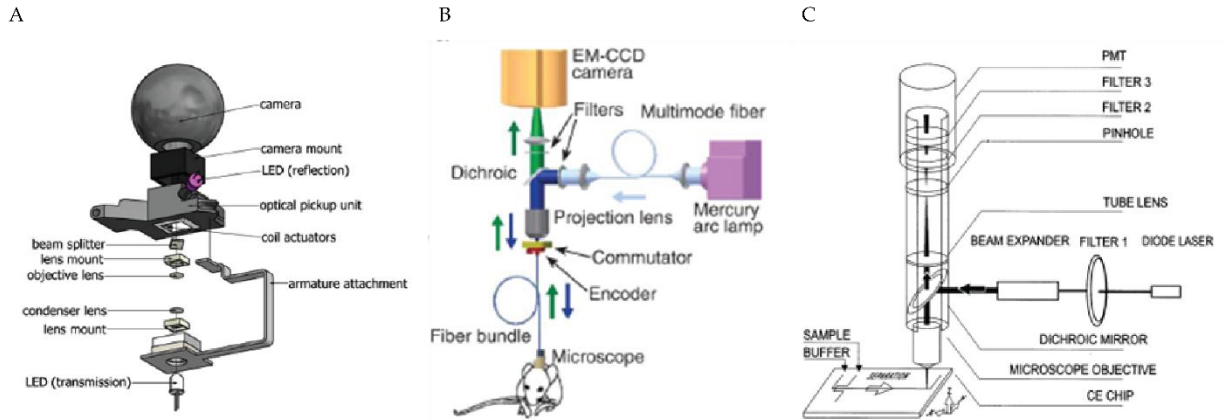 A
camera
camera mount
LED (reflection)
optical pickup unit
coil actuators
beam splitter
lens mount
objective lens
armature attachment
condenser lens
lens mount
LED (transmission)
B
EM-CCD
camera
Filters
Multimode fiber
Dichroic
Projection lens
Mercury
arc lamp
Commutator
Encoder
Fiber bundle
Microscope
C
PMT
FILTER 3
FILTER 2
PINHOLE
TUBE LENS
BEAM EXPANDER
FILTER 1
DIODE LASER
DICHROIC MIRROR
MICROSCOPE OBJECTIVE
CE CHIP
SAMPLE
BUFFER
SEPARATION